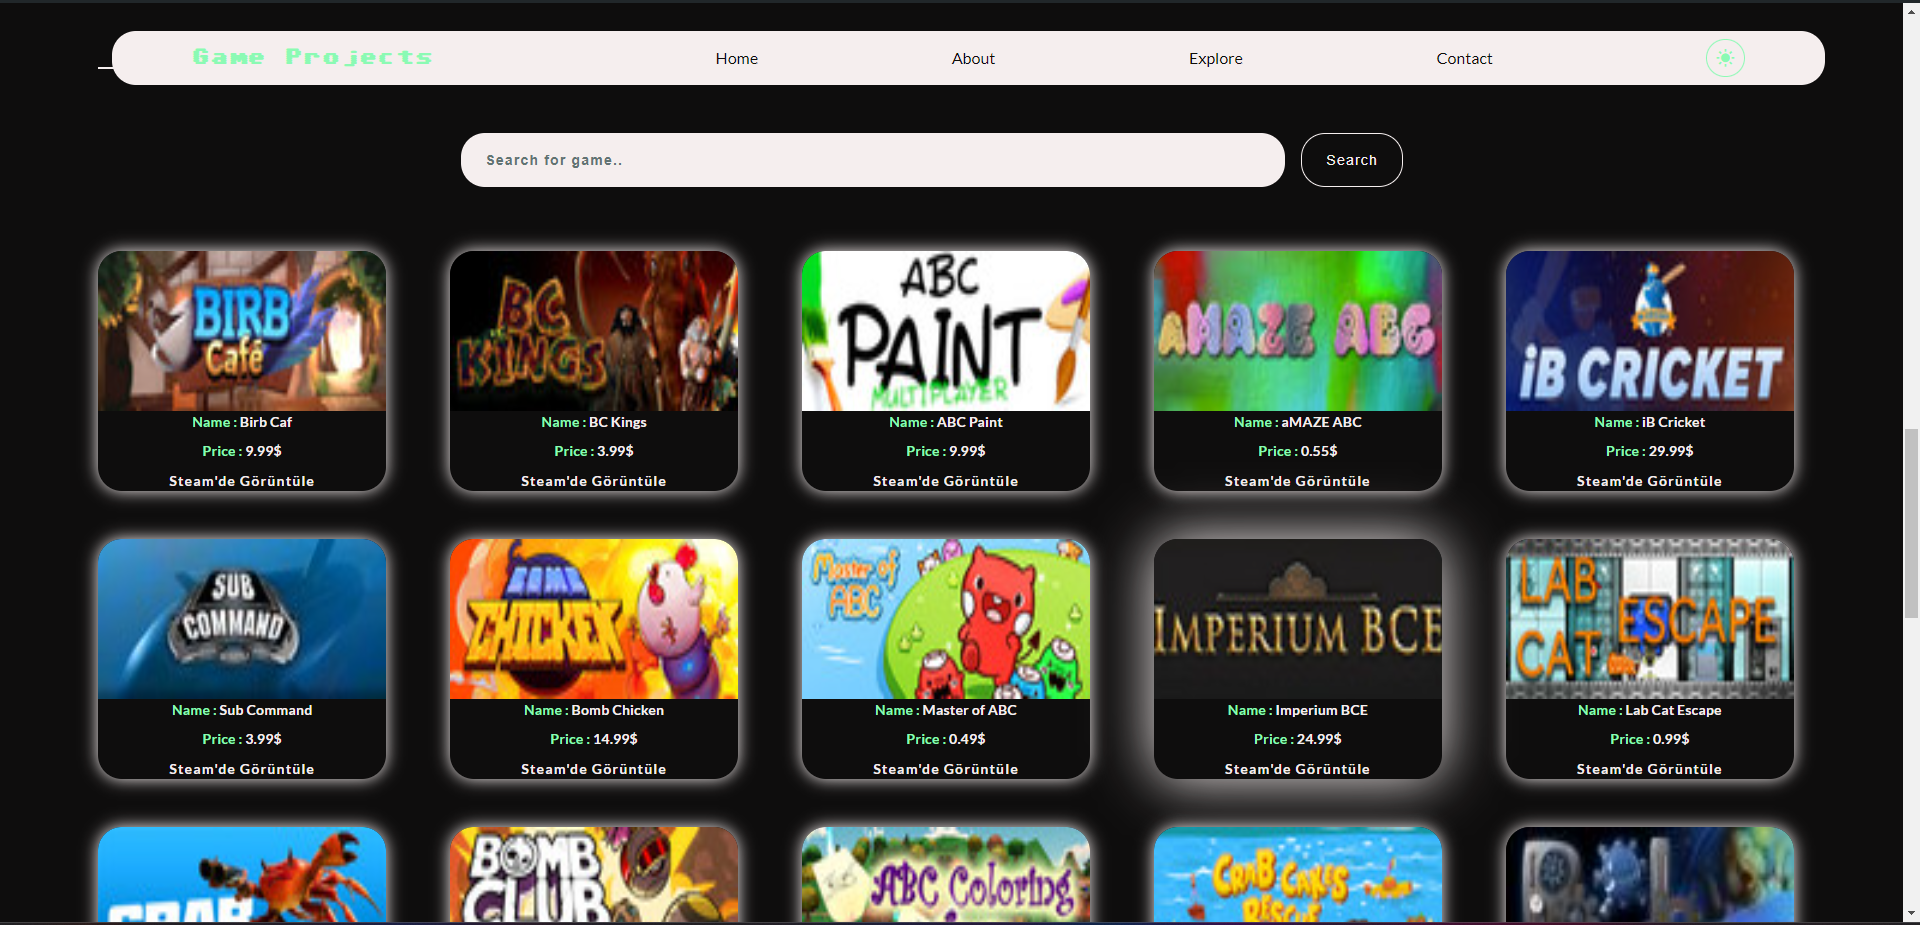 Game Projects
Home
About
Explore
Contact
Search for game..
Search
BIRB
Café
BC
KINGS
ABC
PAINT
MULTIPLAYER
aMAZE ABC
iB CRICKET
Name : Birb Caf
Price : 9.99$
Steam'de Görüntüle
Name : BC Kings
Price : 3.99$
Steam'de Görüntüle
Name : ABC Paint
Price : 9.99$
Steam'de Görüntüle
Name : aMAZE ABC
Price : 0.55$
Steam'de Görüntüle
Name : iB Cricket
Price : 29.99$
Steam'de Görüntüle
SUB
COMMAND
BOMB
CHICKEN
Master of
ABC
IMPERIUM BCE
LAB
CAT ESCAPE
Name : Sub Command
Price : 3.99$
Steam'de Görüntüle
Name : Bomb Chicken
Price : 14.99$
Steam'de Görüntüle
Name : Master of ABC
Price : 0.49$
Steam'de Görüntüle
Name : Imperium BCE
Price : 24.99$
Steam'de Görüntüle
Name : Lab Cat Escape
Price : 0.99$
Steam'de Görüntüle
CRAB
BOMB
CLUB
ABC Coloring
CRAB CAKES
RESCUE